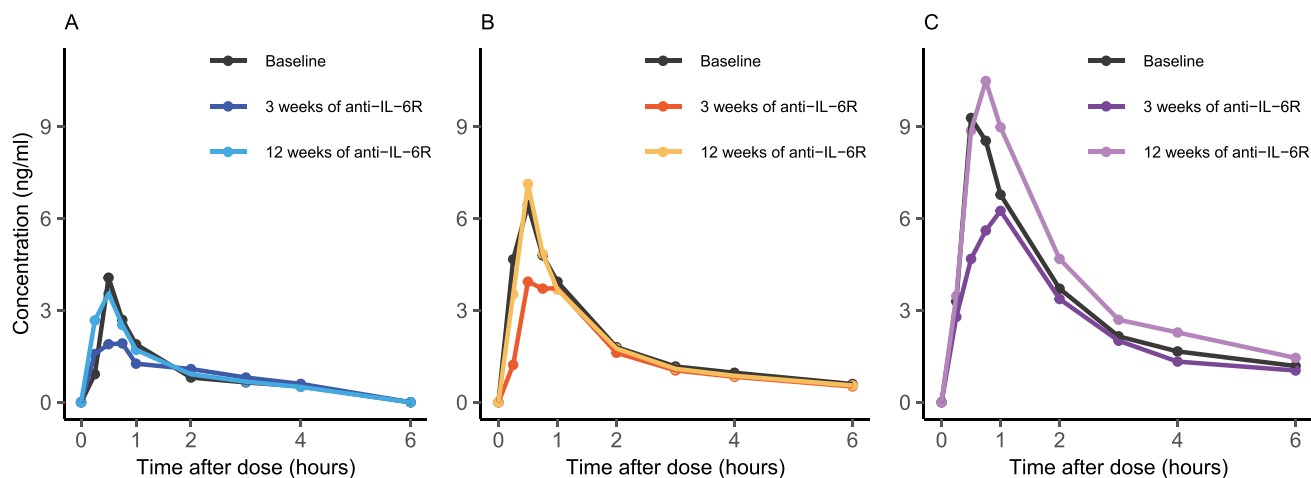 A
B
C
Baseline
3 weeks of anti−IL−6R
12 weeks of anti−IL−6R
Baseline
3 weeks of anti−IL−6R
12 weeks of anti−IL−6R
Baseline
3 weeks of anti−IL−6R
12 weeks of anti−IL−6R
Concentration (ng/ml)
9
6
3
0
9
6
3
0
9
6
3
0
0 1 2 4 6
0 1 2 4 6
0 1 2 4 6
Time after dose (hours)
Time after dose (hours)
Time after dose (hours)